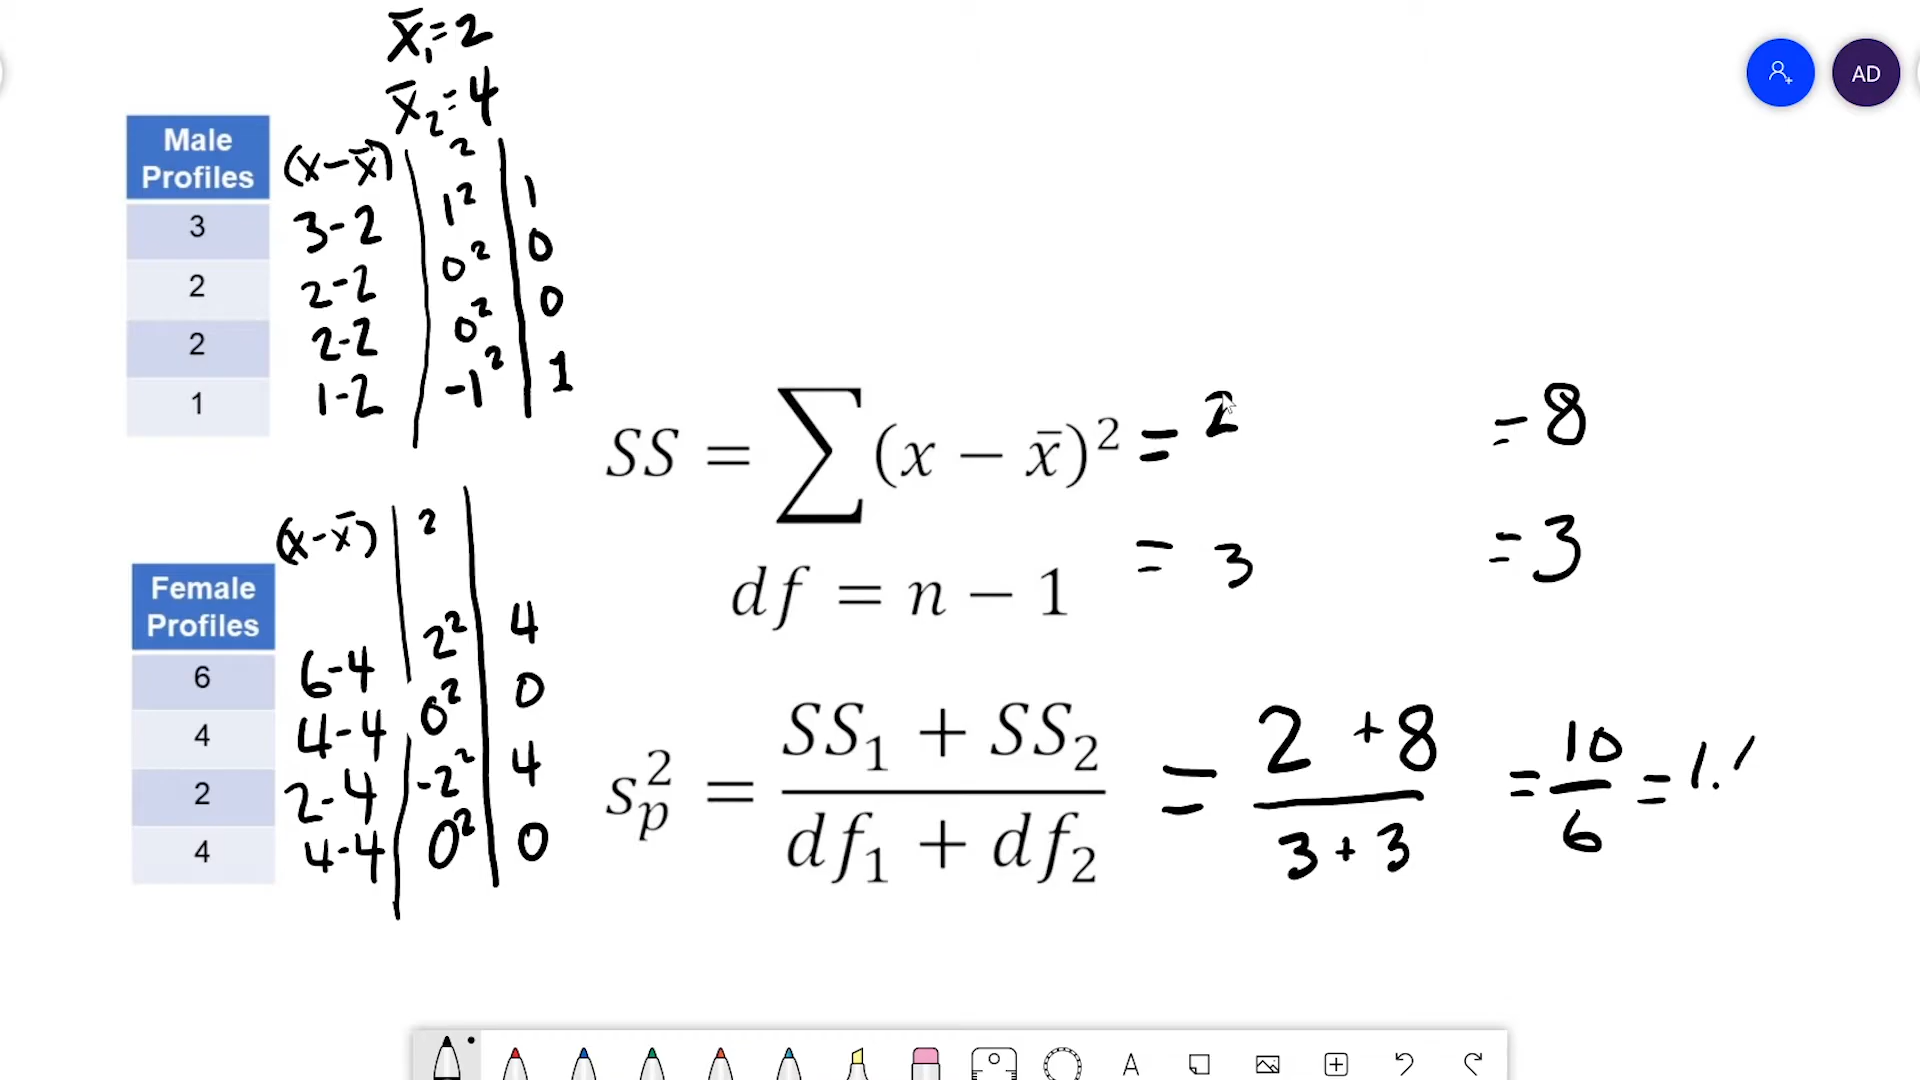 x̄₁=2
x̄₂=4
AD
Male
Profiles
(x-x̄) 2
3 3-2 1² 1
2 2-2 0² 0
2 2-2 0² 0
1 1-2 -1² 1
SS = ∑(x − x̄)² = 2 =8
df = n − 1 = 3 =3
(x-x̄) 2
Female
Profiles
6 6-4 2² 4
4 4-4 0² 0
2 2-4 -2² 4
4 4-4 0² 0
s²ₚ = (SS₁ + SS₂)/(df₁ + df₂) = (2 +8)/(3+3) = 10/6 = 1.
A